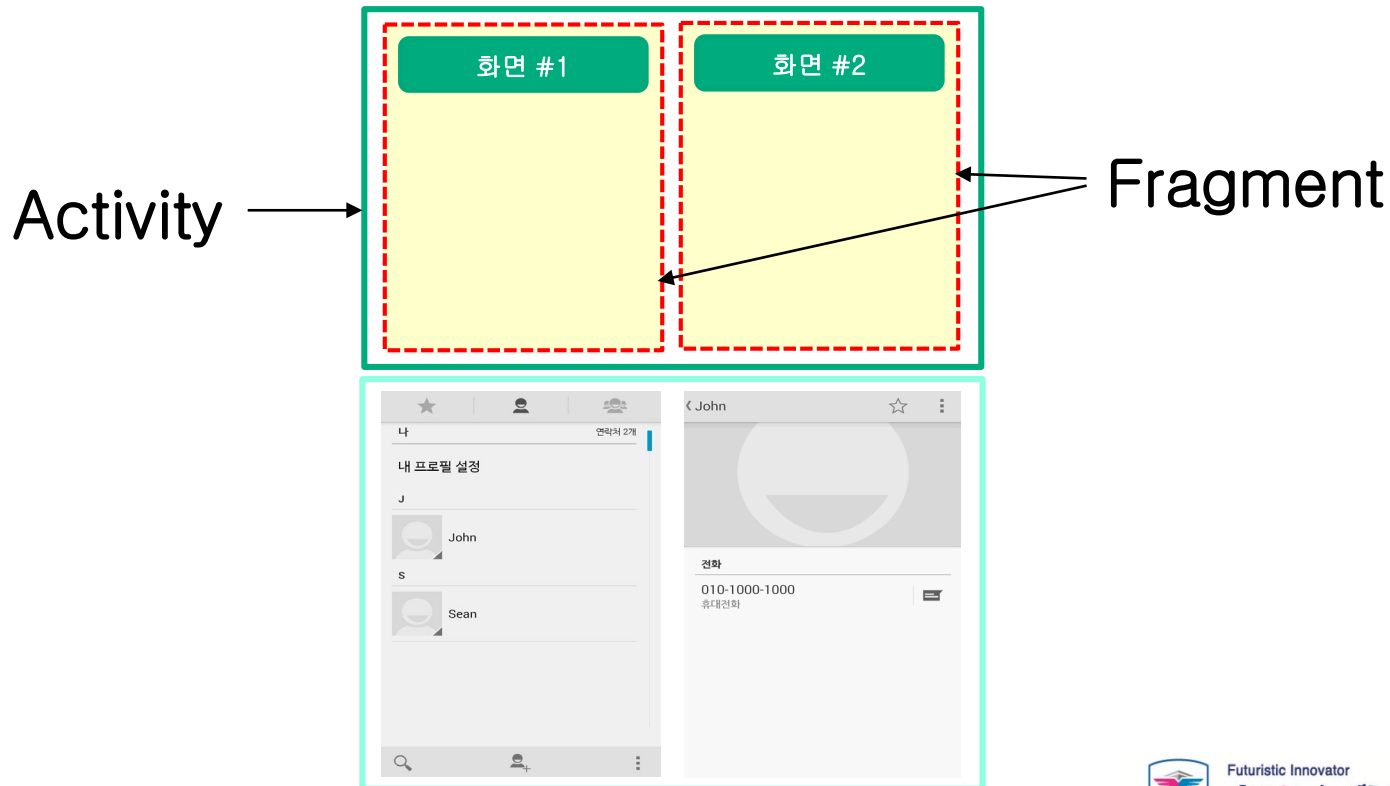 화면 #1
화면 #2
Activity
Fragment
나 연락처 2개
내 프로필 설정
J
John
S
Sean
John
전화
010-1000-1000
휴대전화
Futuristic Innovator